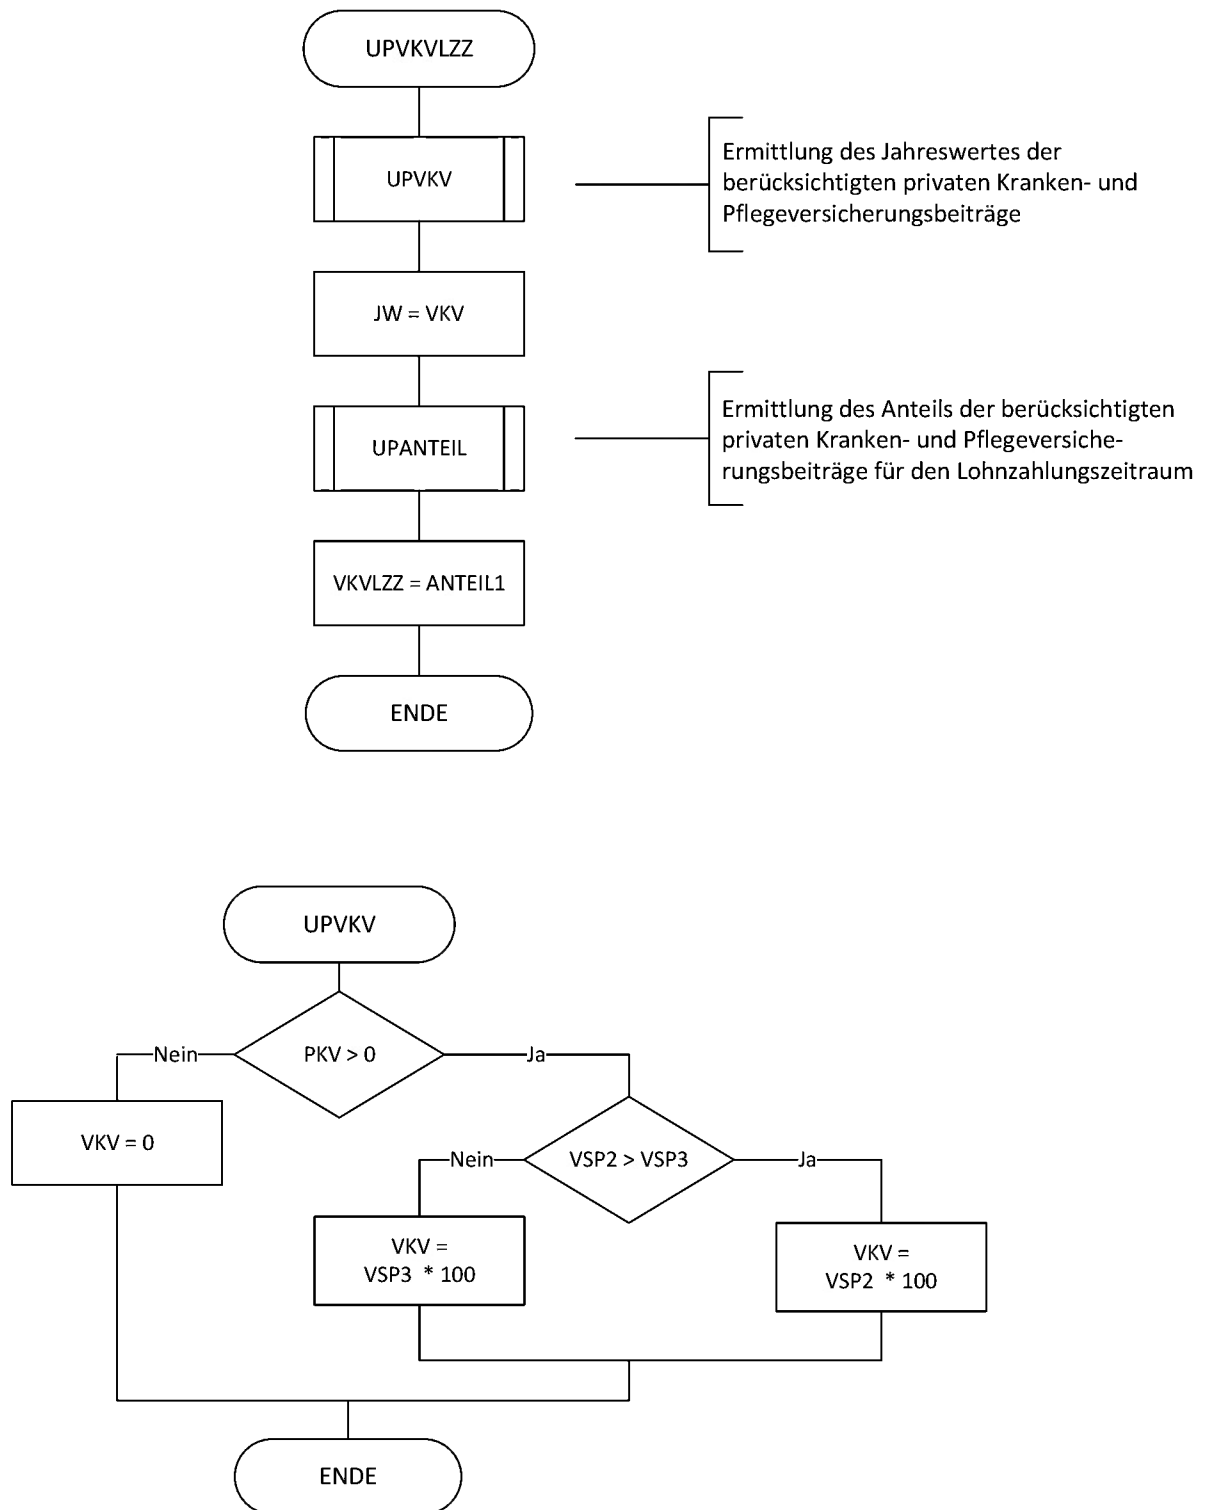 UPVKVLZZ
UPVKV
Ermittlung des Jahreswertes der
berücksichtigten privaten Kranken- und
Pflegeversicherungsbeiträge
JW = VKV
UPANTEIL
Ermittlung des Anteils der berücksichtigten
privaten Kranken- und Pflegeversiche-
rungsbeiträge für den Lohnzahlungszeitraum
VKVLZZ = ANTEIL1
ENDE
UPVKV
PKV > 0
Nein
Ja
VKV = 0
VSP2 > VSP3
Nein
Ja
VKV =
VSP3 * 100
VKV =
VSP2 * 100
ENDE